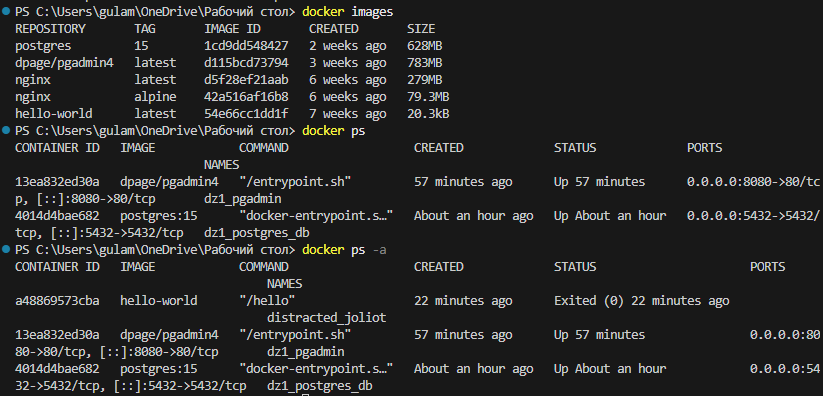 PS C:\Users\gulam\OneDrive\Рабочий стол> docker images
REPOSITORY       TAG       IMAGE ID       CREATED       SIZE
postgres         15        1cd9dd548427   2 weeks ago   628MB
dpage/pgadmin4   latest    d115bcd73794   3 weeks ago   783MB
nginx            latest    d5f28ef21aab   6 weeks ago   279MB
nginx            alpine    42a516af16b8   6 weeks ago   79.3MB
hello-world      latest    54e66cc1dd1f   7 weeks ago   20.3kB
PS C:\Users\gulam\OneDrive\Рабочий стол> docker ps
CONTAINER ID   IMAGE            COMMAND                  CREATED             STATUS             PORTS
                         NAMES
13ea832ed30a   dpage/pgadmin4   "/entrypoint.sh"         57 minutes ago      Up 57 minutes      0.0.0.0:8080->80/tc
p, [::]:8080->80/tcp       dz1_pgadmin
4014d4bae682   postgres:15      "docker-entrypoint.s…"   About an hour ago   Up About an hour   0.0.0.0:5432->5432/
tcp, [::]:5432->5432/tcp   dz1_postgres_db
PS C:\Users\gulam\OneDrive\Рабочий стол> docker ps -a
CONTAINER ID   IMAGE            COMMAND                  CREATED             STATUS                      PORTS
                                  NAMES
a48869573cba   hello-world      "/hello"                 22 minutes ago      Exited (0) 22 minutes ago
                                  distracted_joliot
13ea832ed30a   dpage/pgadmin4   "/entrypoint.sh"         57 minutes ago      Up 57 minutes               0.0.0.0:80
80->80/tcp, [::]:8080->80/tcp       dz1_pgadmin
4014d4bae682   postgres:15      "docker-entrypoint.s…"   About an hour ago   Up About an hour            0.0.0.0:54
32->5432/tcp, [::]:5432->5432/tcp   dz1_postgres_db